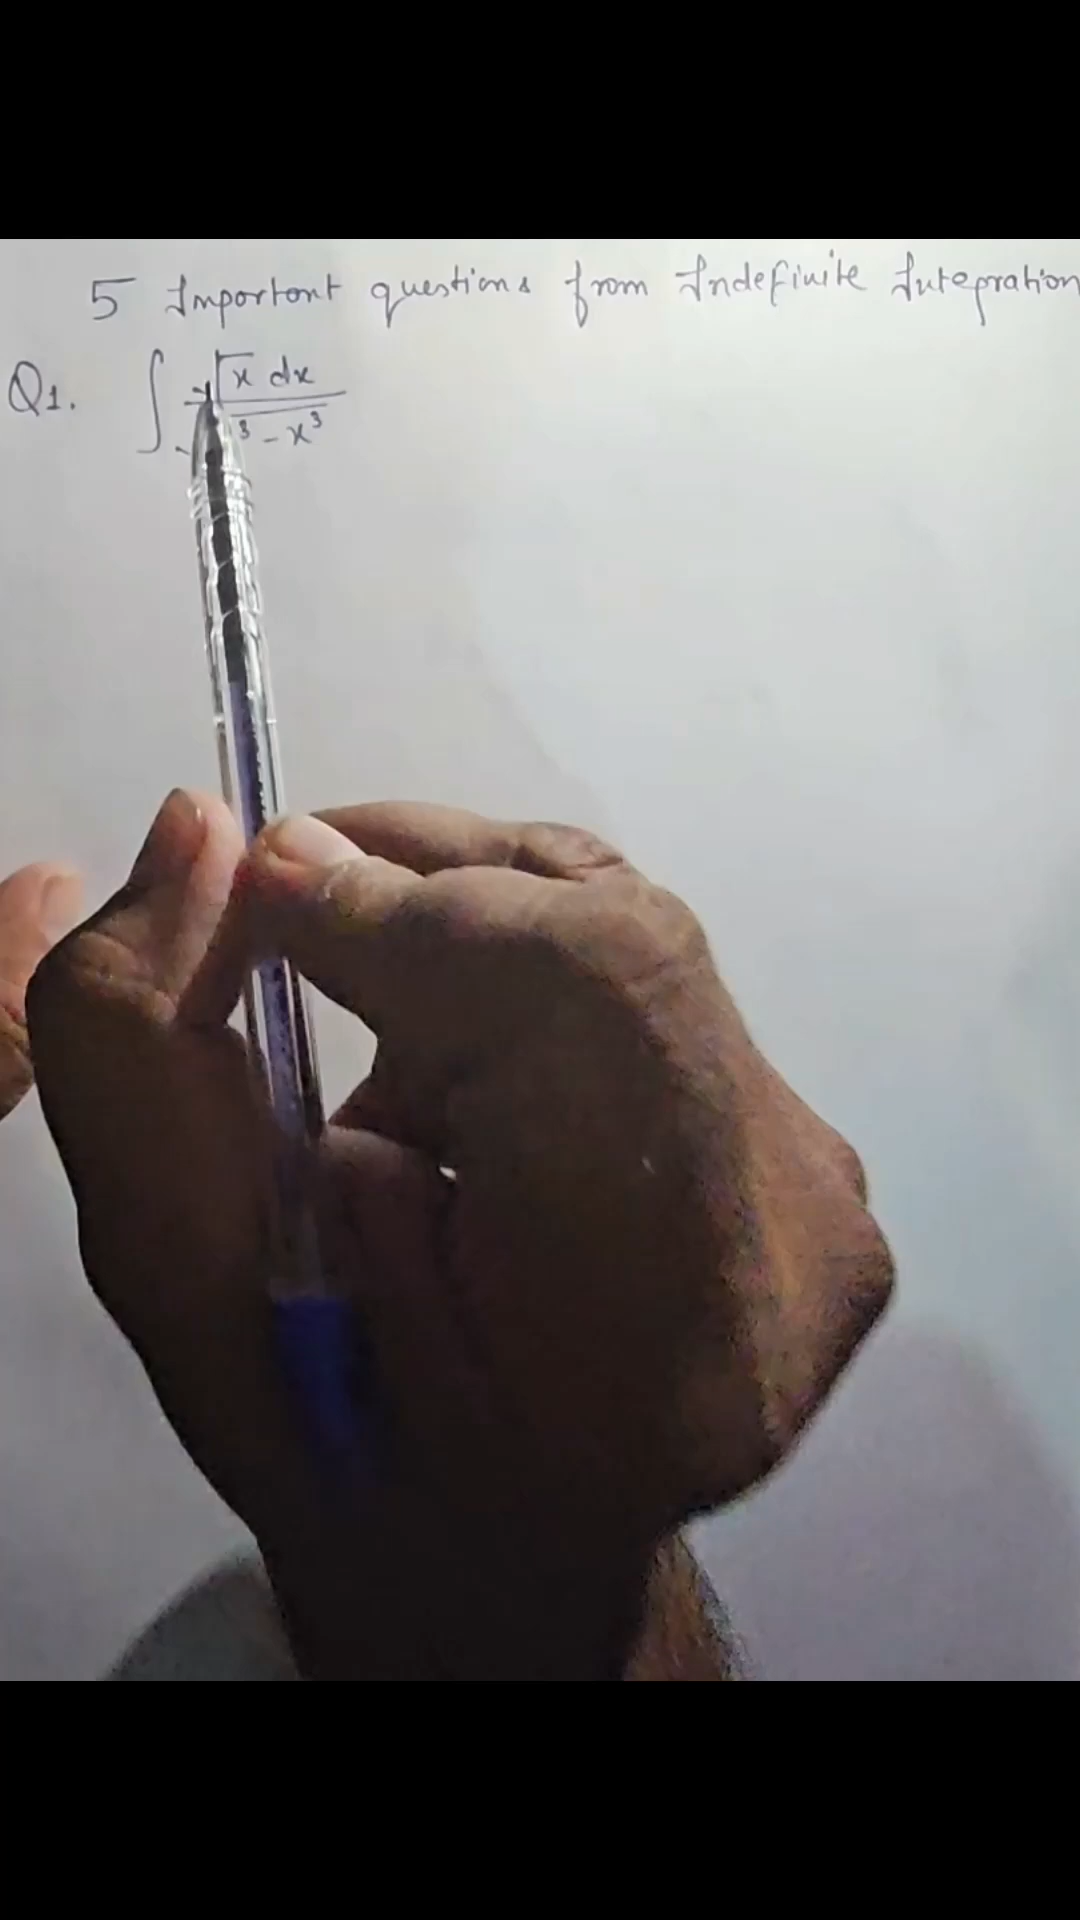 5 Important questions from Indefinite Integration
Q1. ∫ √x dx
³ - x³